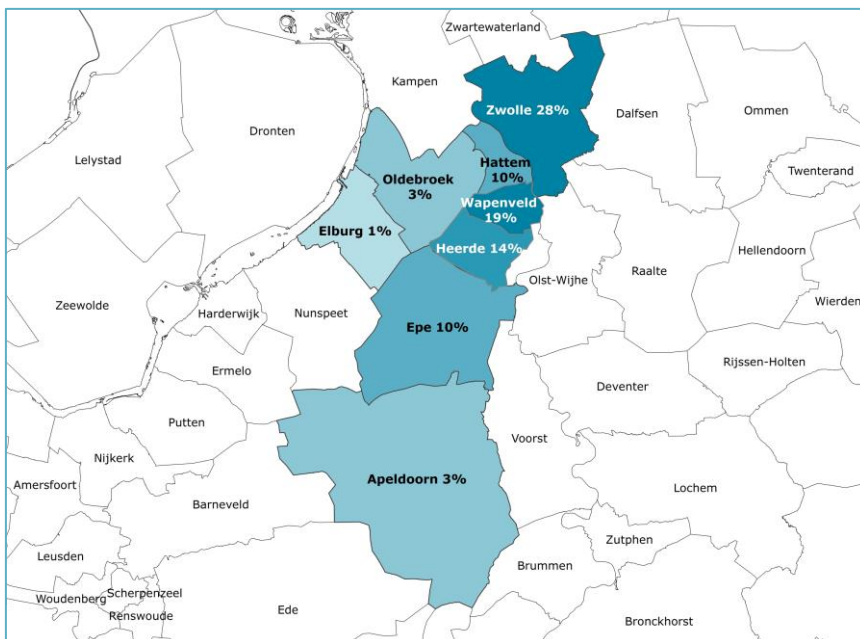 Zwartewaterland
Kampen
Zwolle 28%
Dalfsen
Ommen
Dronten
Lelystad
Twenterand
Hattem
10%
Oldebroek
3%
Wapenveld
19%
Elburg 1%
Heerde 14%
Hellendoorn
Raalte
Olst-Wijhe
Zeewolde
Harderwijk
Nunspeet
Wierden
Epe 10%
Rijssen-Holten
Ermelo
Deventer
Putten
Voorst
Nijkerk
Amersfoort
Apeldoorn 3%
Lochem
Barneveld
Leusden
Zutphen
Brummen
Scherpenzeel
Woudenberg
Renswoude
Ede
Bronckhorst